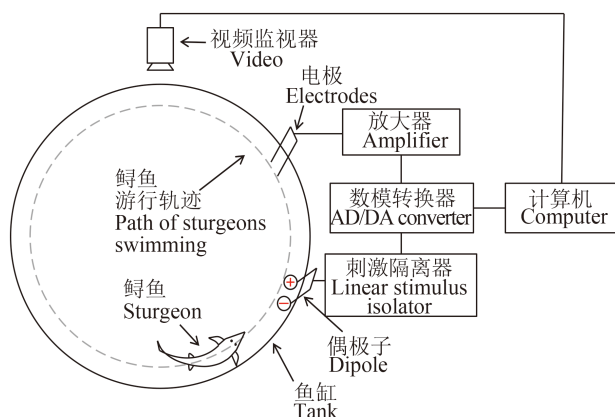 视频监视器
Video
电极
Electrodes
放大器
Amplifier
鲟鱼
游行轨迹
Path of sturgeons
swimming
数模转换器
AD/DA converter
计算机
Computer
刺激隔离器
Linear stimulus
isolator
+
−
鲟鱼
Sturgeon
偶极子
Dipole
鱼缸
Tank